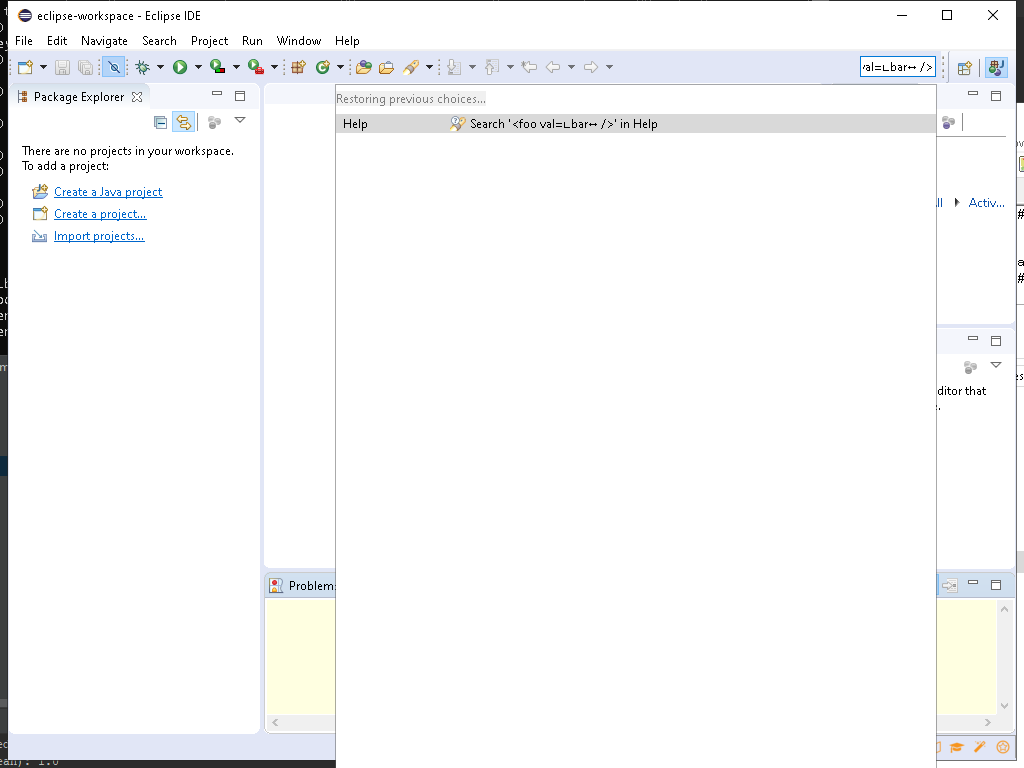 eclipse-workspace - Eclipse IDE
File Edit Navigate Search Project Run Window Help
val=∟bar↔ />
Package Explorer
Restoring previous choices...
Help Search '<foo val=∟bar↔ />' in Help
There are no projects in your workspace.
To add a project:
Create a Java project
Create a project...
Import projects...
Activ...
ditor that
Problem